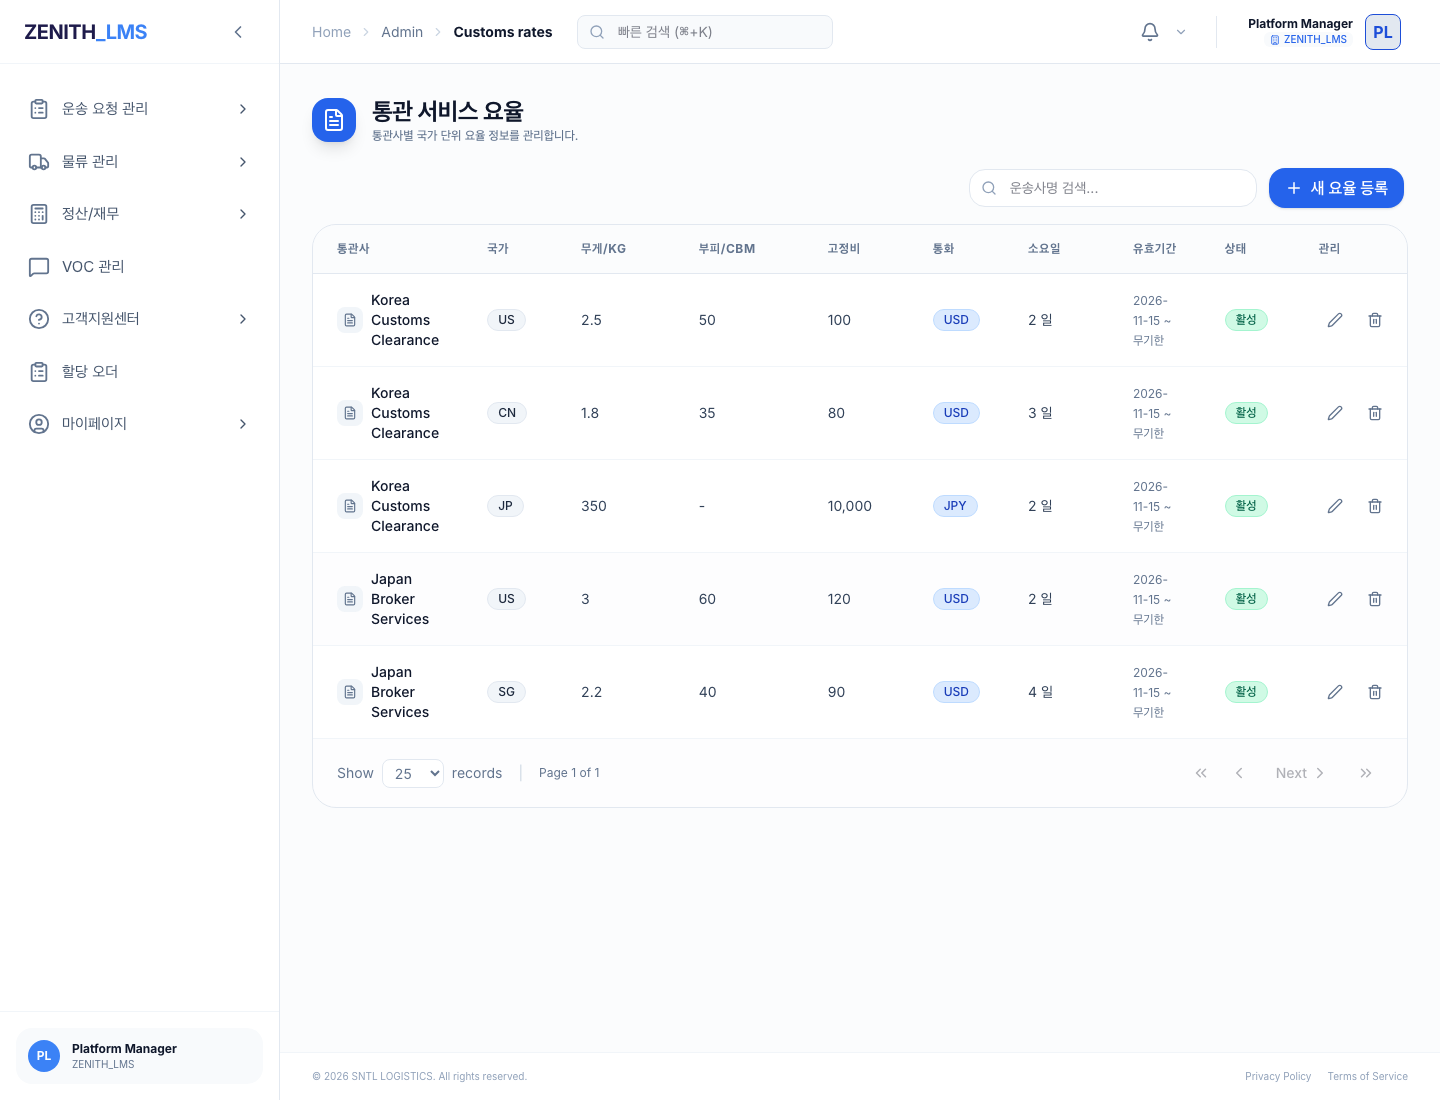 ZENITH_LMS
Home > Admin > Customs rates
빠른 검색 (⌘+K)
Platform Manager
ZENITH_LMS
PL
운송 요청 관리
물류 관리
정산/재무
VOC 관리
고객지원센터
할당 오더
마이페이지
통관 서비스 요율
통관사별 국가 단위 요율 정보를 관리합니다.
운송사명 검색...
새 요율 등록
통관사 국가 무게/KG 부피/CBM 고정비 통화 소요일 유효기간 상태 관리
Korea
Customs
Clearance
US 2.5 50 100 USD 2 일
2026-
11-15 ~
무기한
활성
Korea
Customs
Clearance
CN 1.8 35 80 USD 3 일
2026-
11-15 ~
무기한
활성
Korea
Customs
Clearance
JP 350 - 10,000 JPY 2 일
2026-
11-15 ~
무기한
활성
Japan
Broker
Services
US 3 60 120 USD 2 일
2026-
11-15 ~
무기한
활성
Japan
Broker
Services
SG 2.2 40 90 USD 4 일
2026-
11-15 ~
무기한
활성
Show 25 records | Page 1 of 1
Next
PL
Platform Manager
ZENITH_LMS
© 2026 SNTL LOGISTICS. All rights reserved.
Privacy Policy Terms of Service